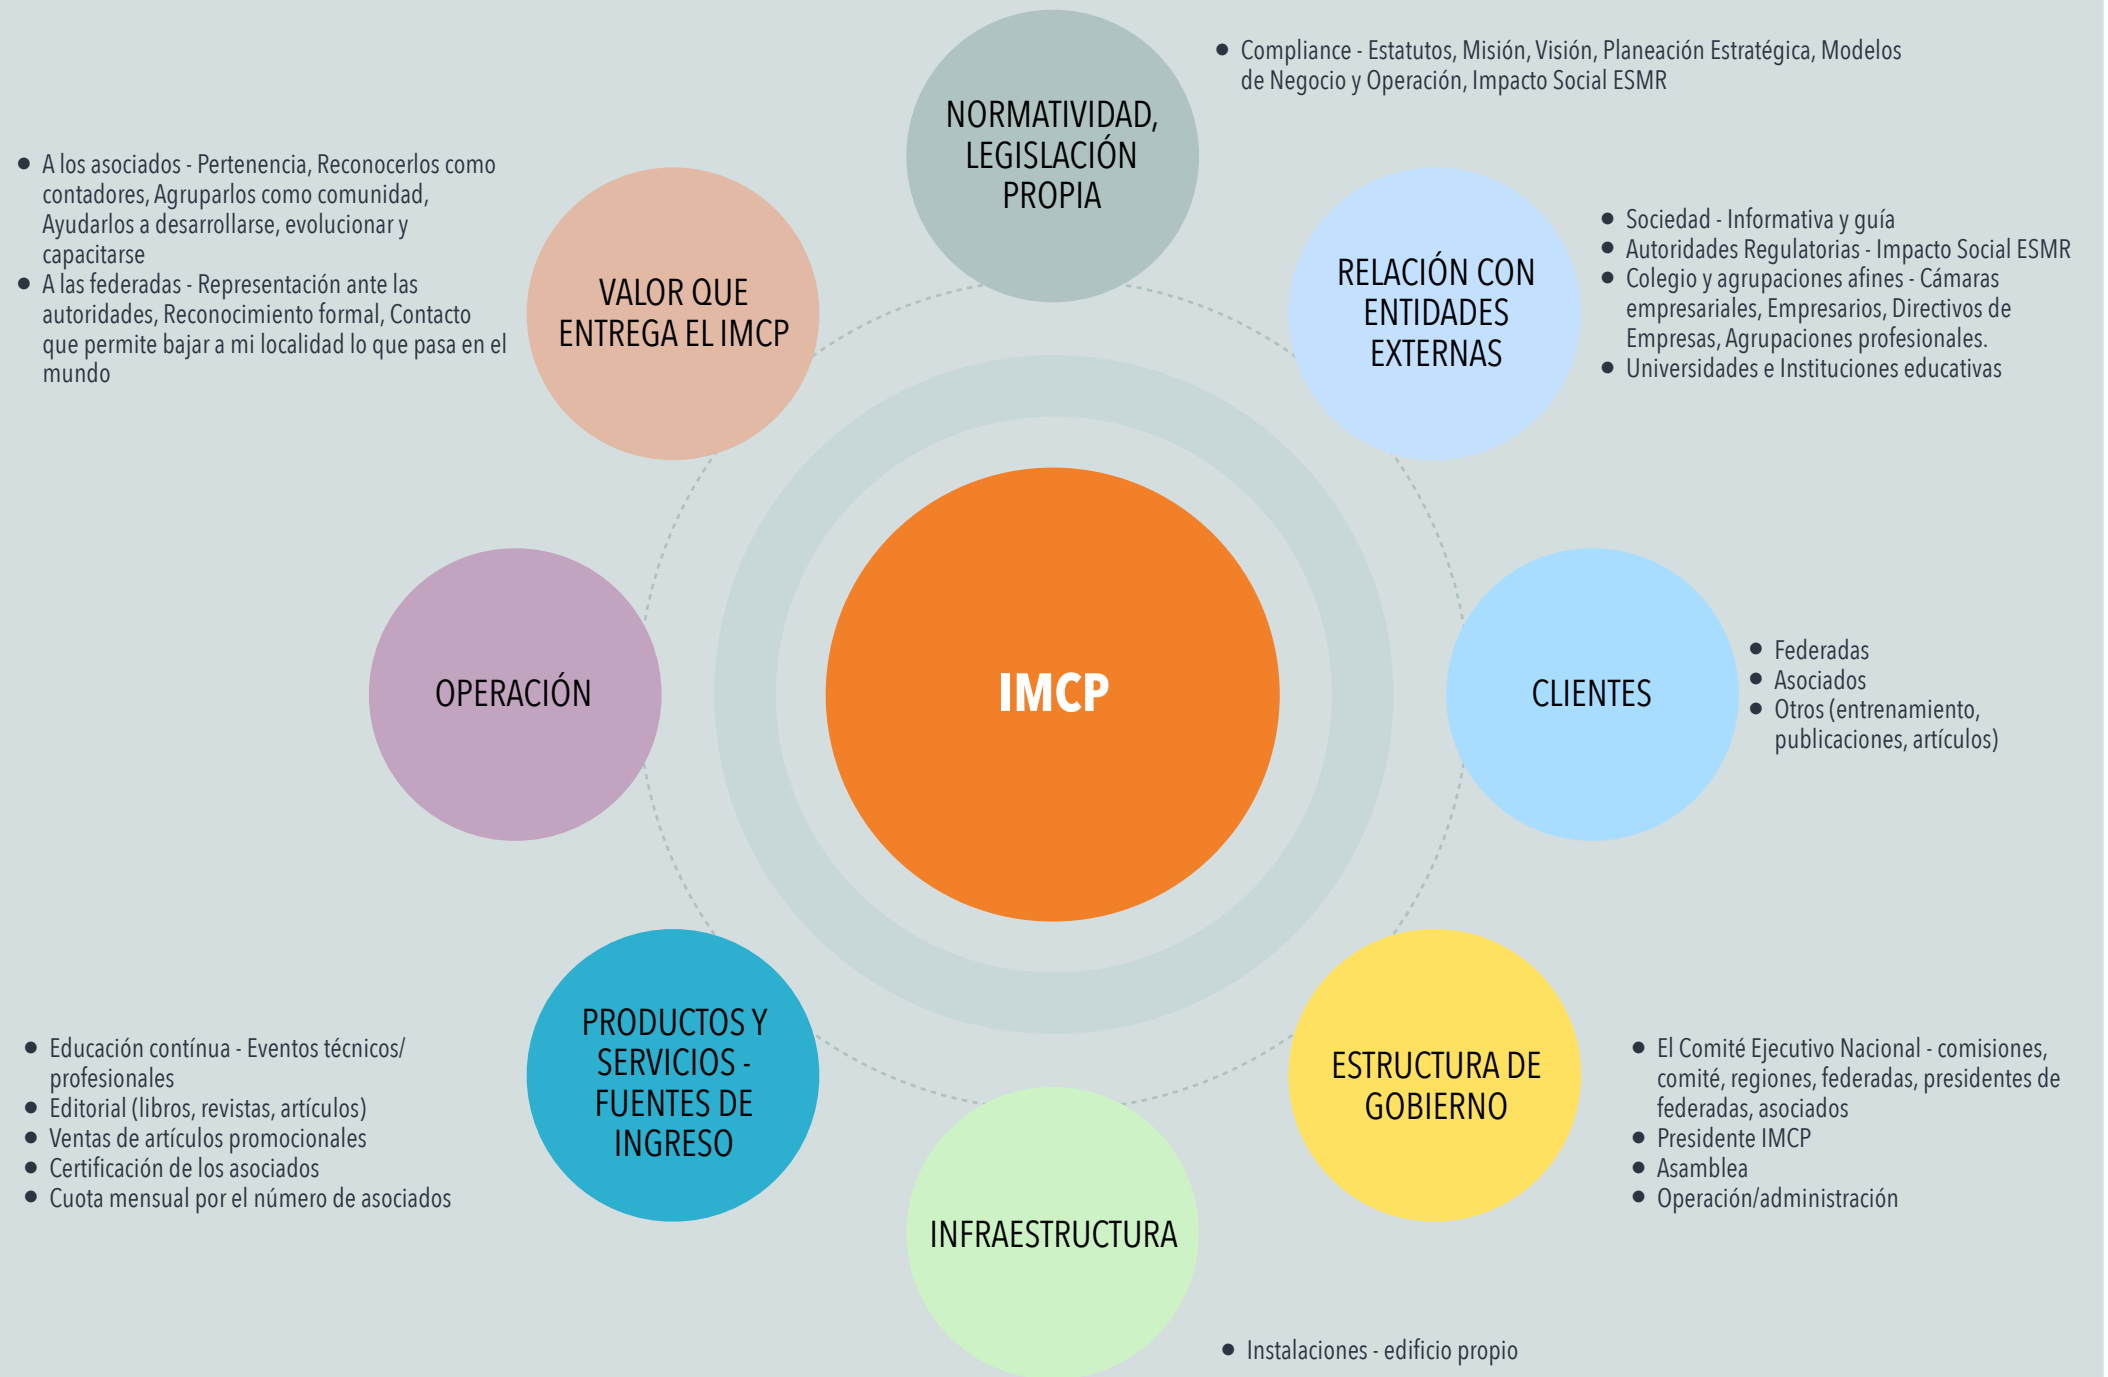 NORMATIVIDAD,
LEGISLACIÓN
PROPIA
● Compliance - Estatutos, Misión, Visión, Planeación Estratégica, Modelos
de Negocio y Operación, Impacto Social ESMR
RELACIÓN CON
ENTIDADES
EXTERNAS
● Sociedad - Informativa y guía
● Autoridades Regulatorias - Impacto Social ESMR
● Colegio y agrupaciones afines - Cámaras
empresariales, Empresarios, Directivos de
Empresas, Agrupaciones profesionales.
● Universidades e Instituciones educativas
CLIENTES
● Federadas
● Asociados
● Otros (entrenamiento,
publicaciones, artículos)
ESTRUCTURA DE
GOBIERNO
● El Comité Ejecutivo Nacional - comisiones,
comité, regiones, federadas, presidentes de
federadas, asociados
● Presidente IMCP
● Asamblea
● Operación/administración
INFRAESTRUCTURA
● Instalaciones - edificio propio
PRODUCTOS Y
SERVICIOS -
FUENTES DE
INGRESO
● Educación contínua - Eventos técnicos/
profesionales
● Editorial (libros, revistas, artículos)
● Ventas de artículos promocionales
● Certificación de los asociados
● Cuota mensual por el número de asociados
OPERACIÓN
VALOR QUE
ENTREGA EL IMCP
● A los asociados - Pertenencia, Reconocerlos como
contadores, Agruparlos como comunidad,
Ayudarlos a desarrollarse, evolucionar y
capacitarse
● A las federadas - Representación ante las
autoridades, Reconocimiento formal, Contacto
que permite bajar a mi localidad lo que pasa en el
mundo
IMCP